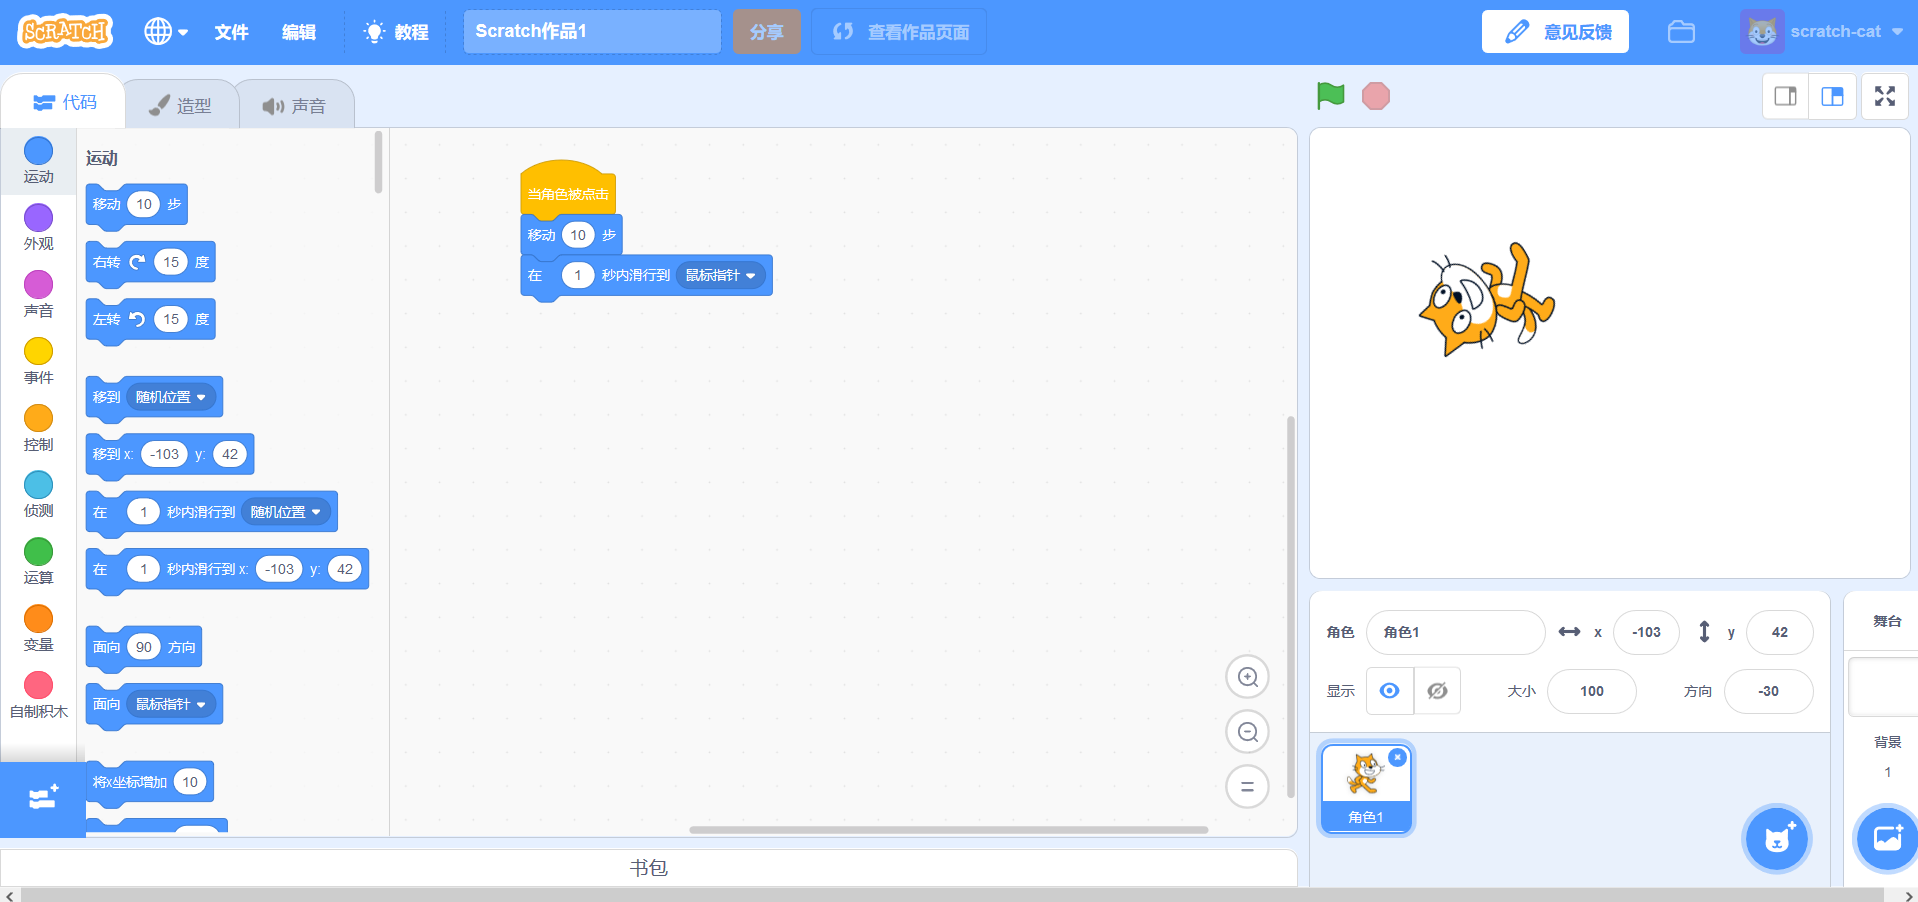 SCRATCH 文件 编辑 教程 Scratch作品1 分享 查看作品页面 意见反馈 scratch-cat
代码 造型 声音
运动
外观
声音
事件
控制
侦测
运算
变量
自制积木
运动
移动 10 步
右转 15 度
左转 15 度
移到 随机位置
移到 x: -103 y: 42
在 1 秒内滑行到 随机位置
在 1 秒内滑行到 x: -103 y: 42
面向 90 方向
面向 鼠标指针
将x坐标增加 10
当角色被点击
移动 10 步
在 1 秒内滑行到 鼠标指针
角色 角色1 x -103 y 42
显示 大小 100 方向 -30
角色1
舞台
背景
1
书包